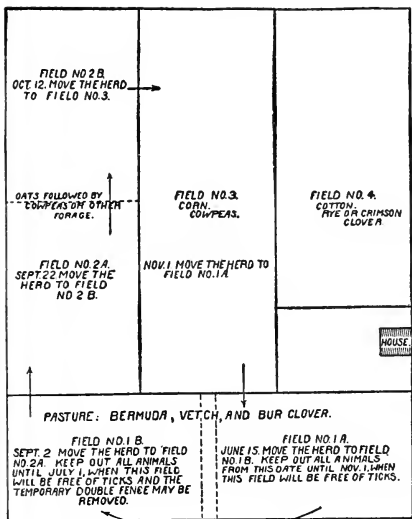 FIELD NO.2B.
OCT. 12. MOVE THE HERD
TO FIELD NO.3.
OATS FOLLOWED BY
COWPEAS OR OTHER
FORAGE.
FIELD NO.2A.
SEPT.22 MOVE THE
HERD TO FIELD
NO 2 B.
FIELD NO.3.
CORN.
COWPEAS.
NOV.1 MOVE THE HERD TO
FIELD NO.1A
FIELD NO.4.
COTTON.
RYE OR CRIMSON
CLOVER.
HOUSE.
PASTURE: BERMUDA, VETCH, AND BUR CLOVER.
FIELD NO.1 B.
SEPT. 2 MOVE THE HERD TO FIELD
NO.2A. KEEP OUT ALL ANIMALS
UNTIL JULY 1, WHEN THIS FIELD
WILL BE FREE OF TICKS AND THE
TEMPORARY DOUBLE FENEE MAY BE
REMOVED.
FIELD NO.1A.
JUNE 15. MOVE THE HERD TO FIELD
NO.1B. KEEP OUT ALL ANIMALS
FROM THIS DATE UNTIL NOV.1, WHEN
THIS FIELD WILL BE FREE OF TICKS.